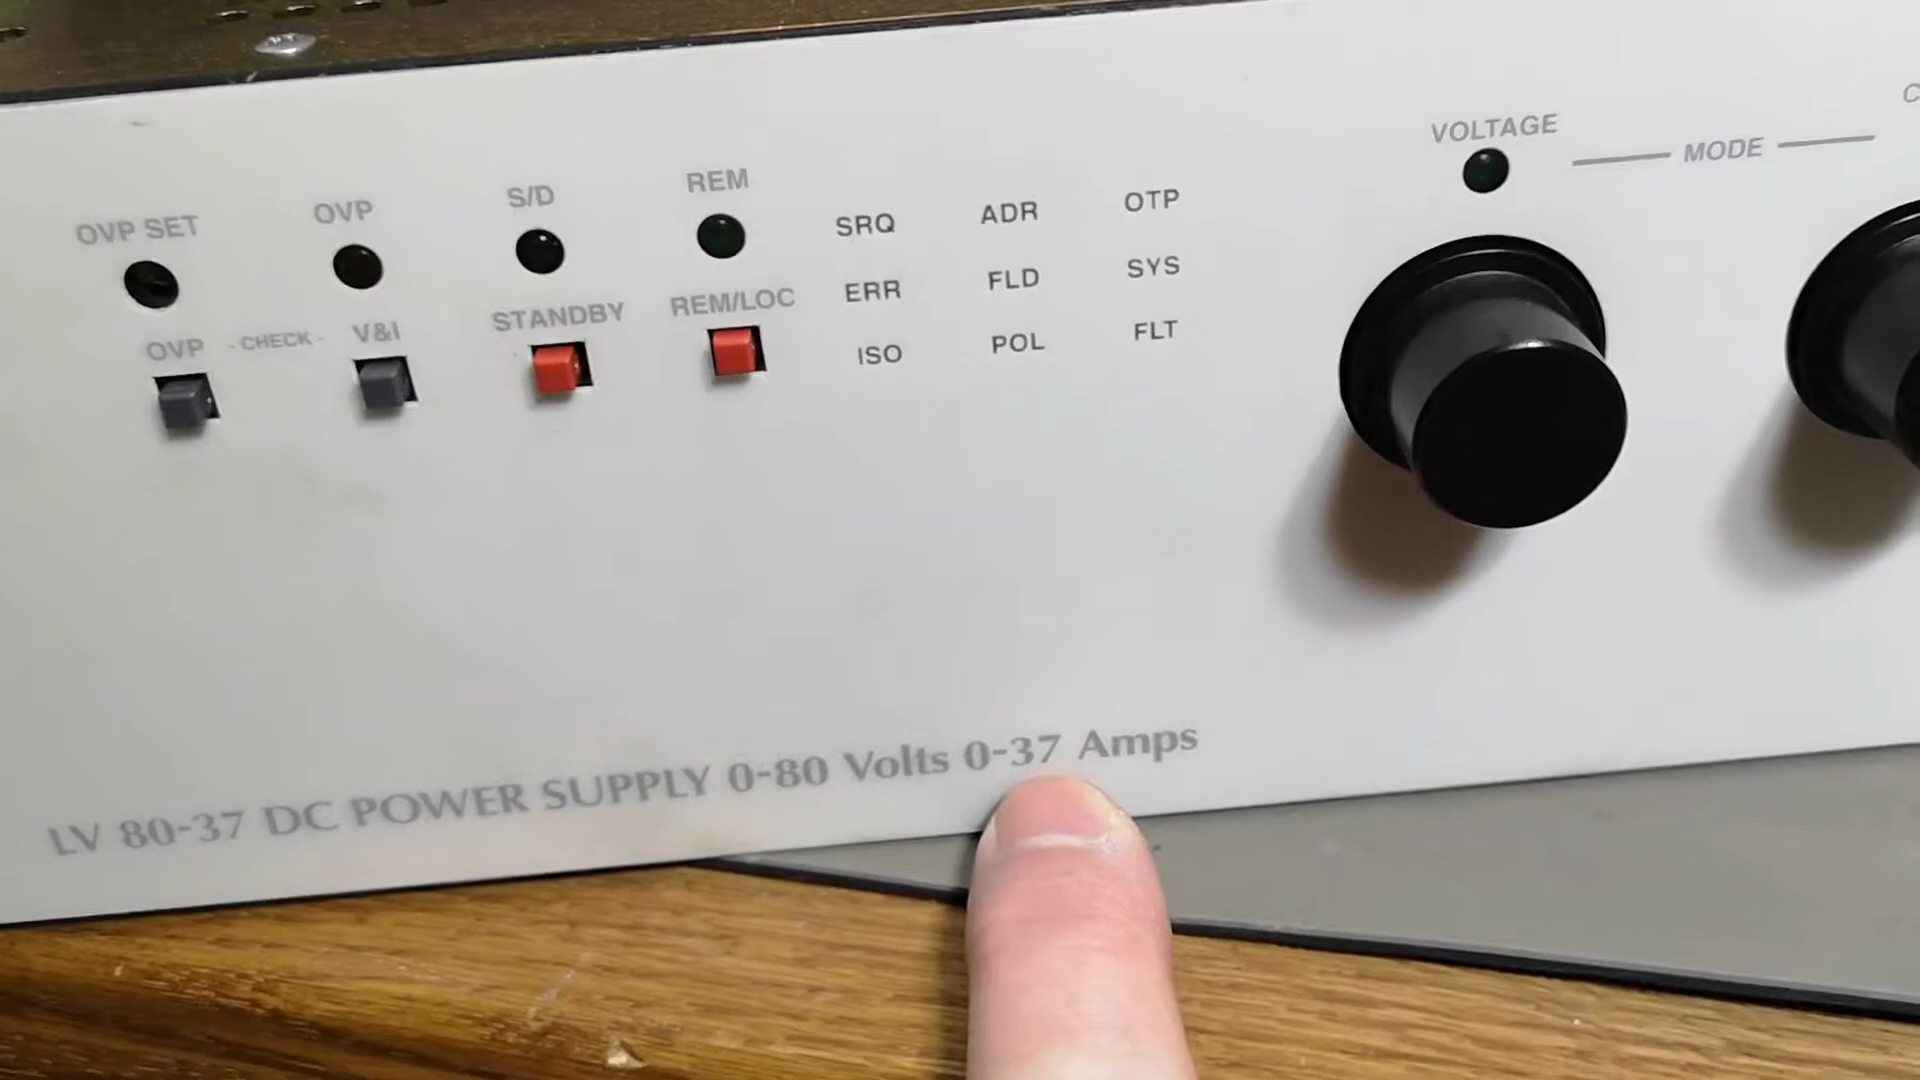 VOLTAGE
MODE
OVP SET
OVP
S/D
REM
SRQ
ADR
OTP
OVP
- CHECK -
V&I
STANDBY
REM/LOC
ERR
FLD
SYS
ISO
POL
FLT
LV 80-37 DC POWER SUPPLY 0-80 Volts 0-37 Amps